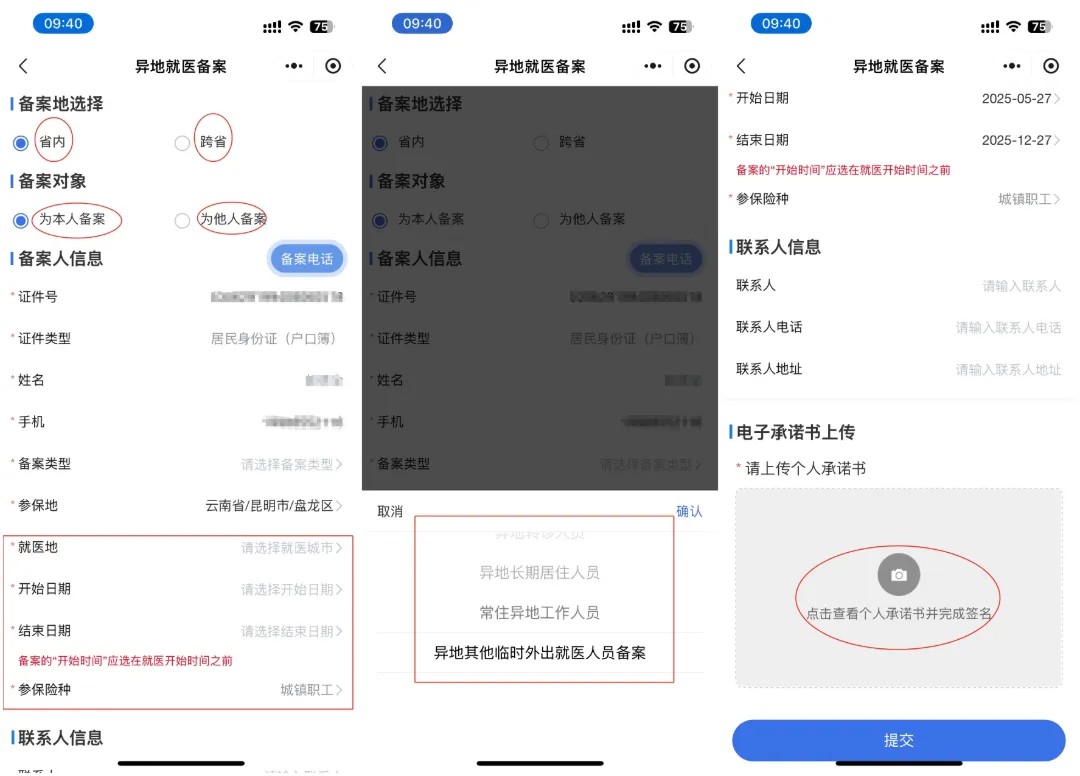 09:40
75
异地就医备案
备案地选择
省内
跨省
备案对象
为本人备案
为他人备案
备案人信息
备案电话
*证件号
*证件类型
居民身份证（户口簿）
*姓名
*手机
*备案类型
请选择备案类型
*参保地
云南省/昆明市/盘龙区
*就医地
请选择就医城市
*开始日期
请选择开始日期
*结束日期
请选择结束日期
备案的“开始时间”应选在就医开始时间之前
*参保险种
城镇职工
联系人信息
09:40
75
异地就医备案
备案地选择
省内
跨省
备案对象
为本人备案
为他人备案
备案人信息
备案电话
*证件号
*证件类型
居民身份证（户口簿）
*姓名
*手机
*备案类型
请选择备案类型
取消
确认
异地转诊人员
异地长期居住人员
常住异地工作人员
异地其他临时外出就医人员备案
09:40
75
异地就医备案
*开始日期
2025-05-27
*结束日期
2025-12-27
备案的“开始时间”应选在就医开始时间之前
*参保险种
城镇职工
联系人信息
联系人
请输入联系人
联系人电话
请输入联系人电话
联系人地址
请输入联系人地址
电子承诺书上传
*请上传个人承诺书
点击查看个人承诺书并完成签名
提交